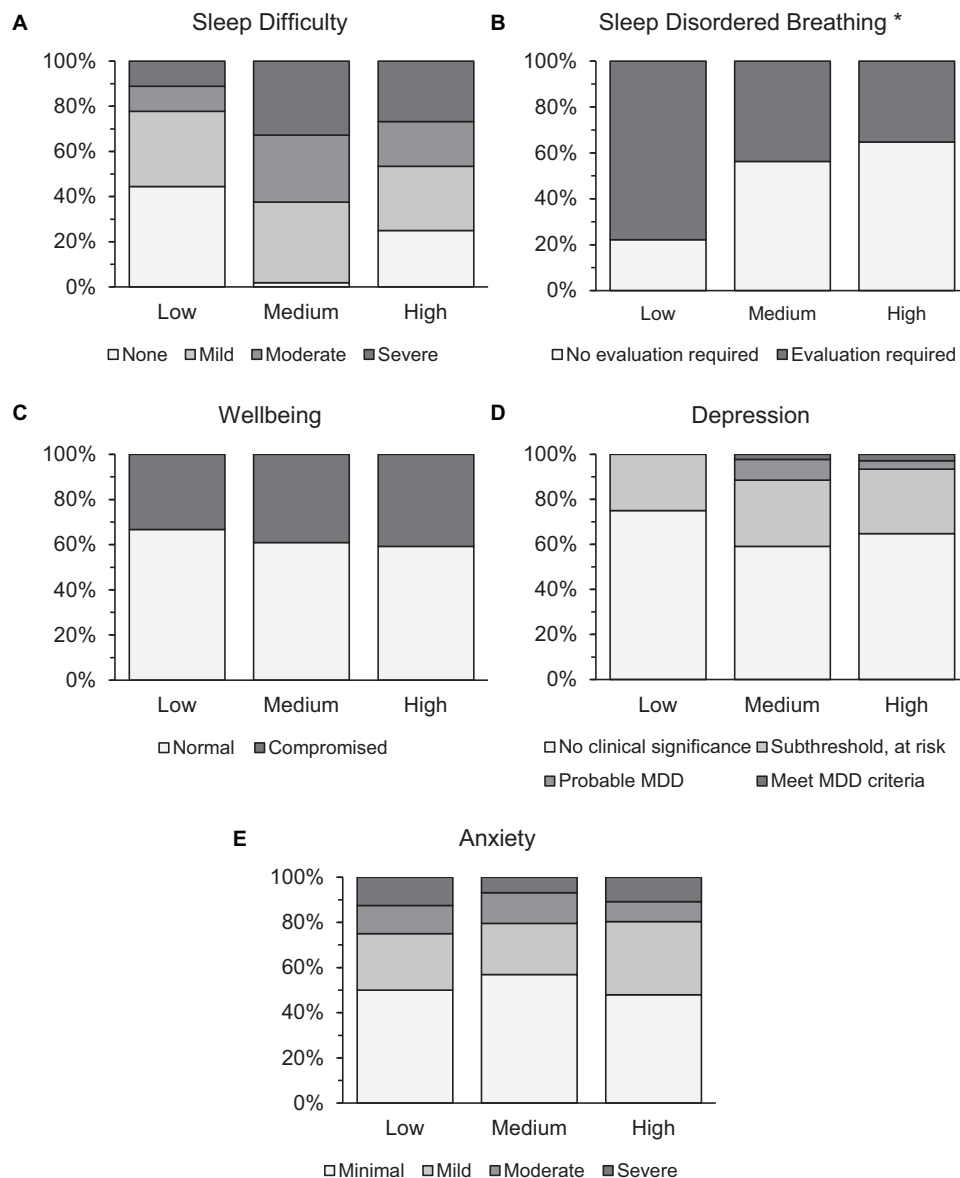 A Sleep Difficulty
100%
80%
60%
40%
20%
0%
Low Medium High
None Mild Moderate Severe
B Sleep Disordered Breathing *
100%
80%
60%
40%
20%
0%
Low Medium High
No evaluation required Evaluation required
C Wellbeing
100%
80%
60%
40%
20%
0%
Low Medium High
Normal Compromised
D Depression
100%
80%
60%
40%
20%
0%
Low Medium High
No clinical significance Subthreshold, at risk
Probable MDD Meet MDD criteria
E Anxiety
100%
80%
60%
40%
20%
0%
Low Medium High
Minimal Mild Moderate Severe